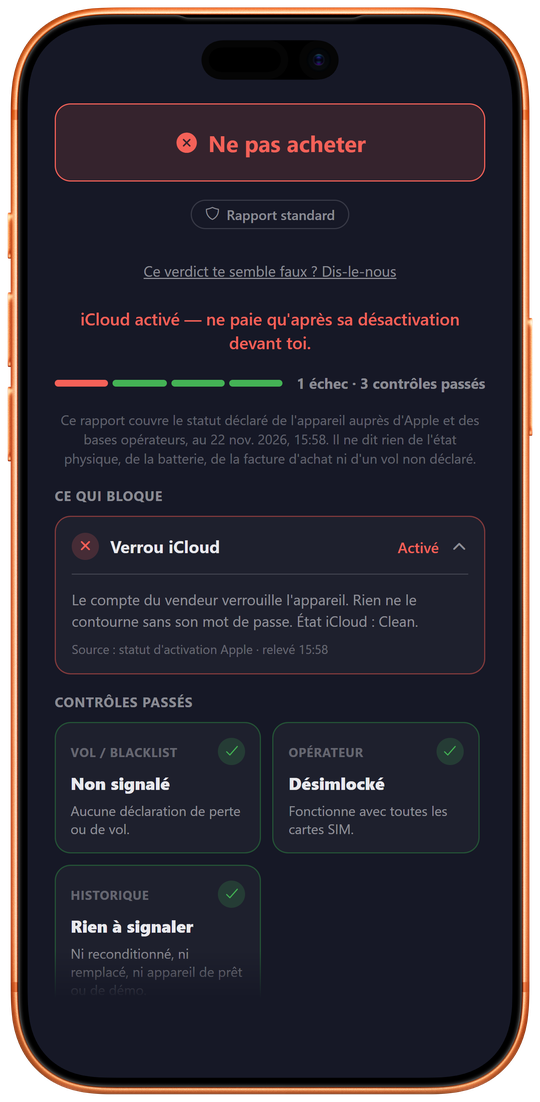 Ne pas acheter
Rapport standard
Ce verdict te semble faux ? Dis-le-nous
iCloud activé — ne paie qu'après sa désactivation
devant toi.
1 échec · 3 contrôles passés
Ce rapport couvre le statut déclaré de l'appareil auprès d'Apple et des
bases opérateurs, au 22 nov. 2026, 15:58. Il ne dit rien de l'état
physique, de la batterie, de la facture d'achat ni d'un vol non déclaré.
CE QUI BLOQUE
Verrou iCloud
Activé
Le compte du vendeur verrouille l'appareil. Rien ne le
contourne sans son mot de passe. État iCloud : Clean.
Source : statut d'activation Apple · relevé 15:58
CONTRÔLES PASSÉS
VOL / BLACKLIST
Non signalé
Aucune déclaration de perte
ou de vol.
OPÉRATEUR
Désimlocké
Fonctionne avec toutes les
cartes SIM.
HISTORIQUE
Rien à signaler
Ni reconditionné, ni
remplacé, ni appareil de prêt
ou de démo